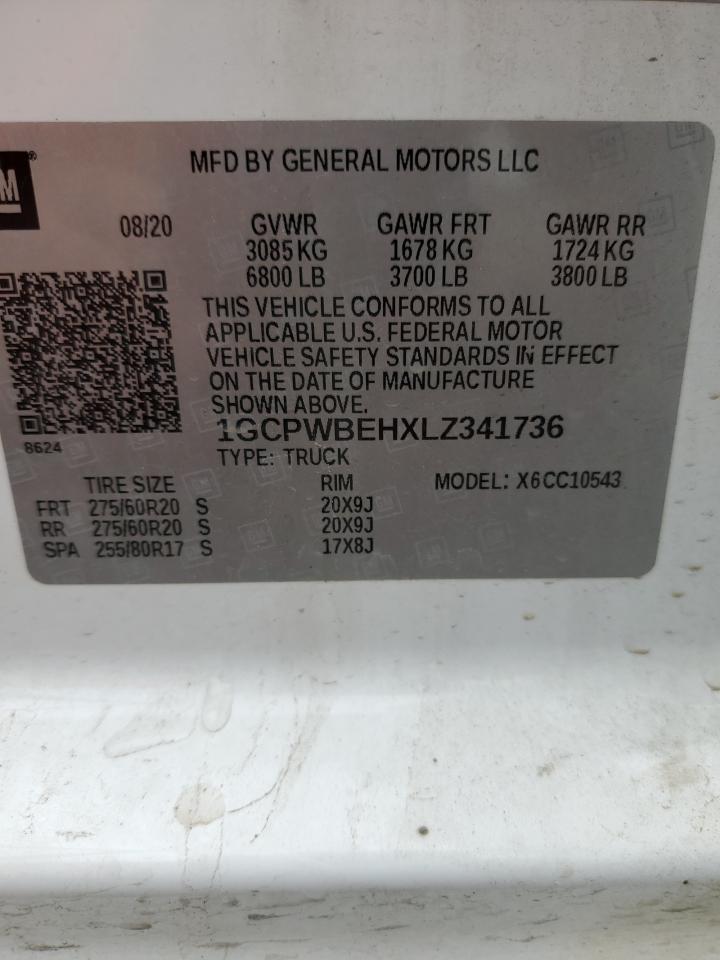 M®
MFD BY GENERAL MOTORS LLC
08/20 GVWR GAWR FRT GAWR RR
3085 KG 1678 KG 1724 KG
6800 LB 3700 LB 3800 LB
THIS VEHICLE CONFORMS TO ALL
APPLICABLE U.S. FEDERAL MOTOR
VEHICLE SAFETY STANDARDS IN EFFECT
ON THE DATE OF MANUFACTURE
SHOWN ABOVE.
8624
1GCPWBEHXLZ341736
TYPE: TRUCK
TIRE SIZE RIM MODEL: X6CC10543
FRT 275/60R20 S 20X9J
RR 275/60R20 S 20X9J
SPA 255/80R17 S 17X8J